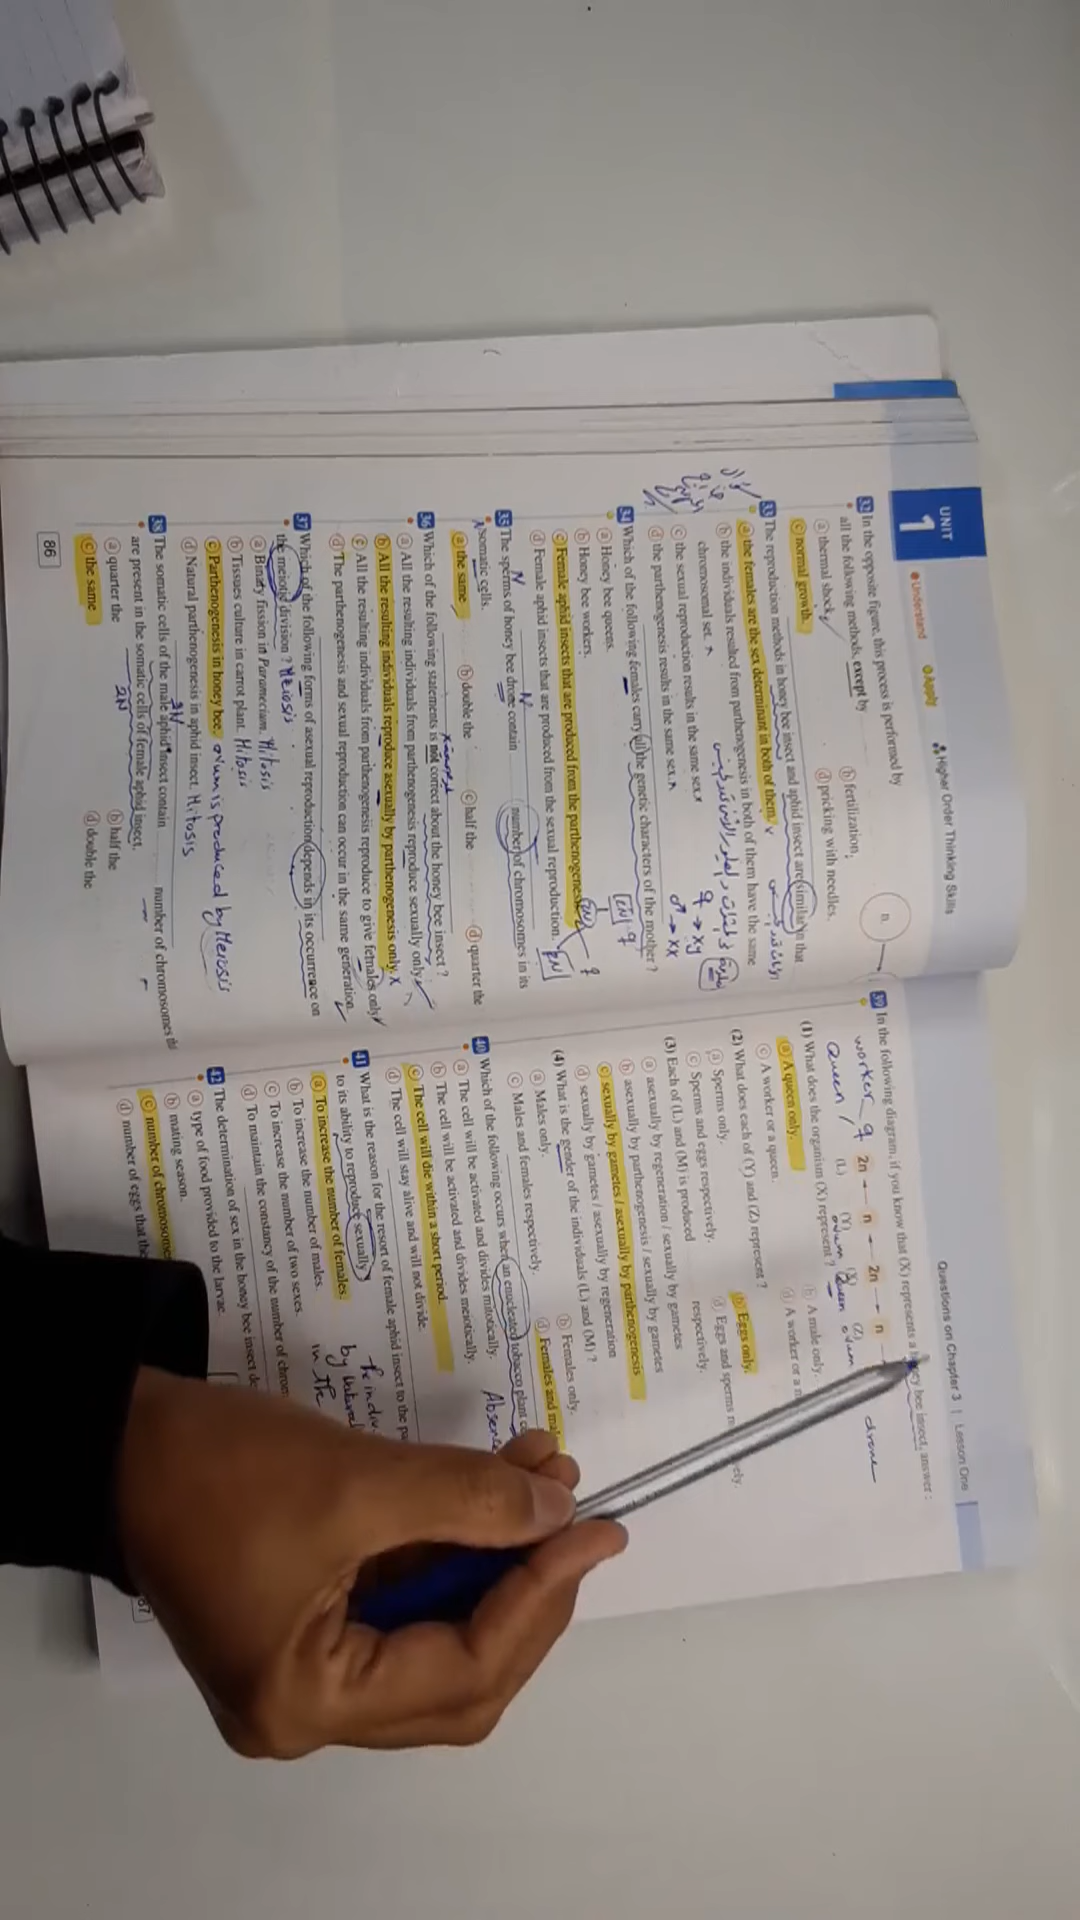 UNIT
1
Understand Apply Higher Order Thinking Skills
32 In the opposite figure, this process is performed by
all the following methods, except by
a thermal shock.
b fertilization.
c normal growth.
d pricking with needles.
n
33 The reproduction methods in honey bee insect and aphid insect are similar in that
a the females are the sex determinant in both of them.
b the individuals resulted from parthenogenesis in both of them have the same
chromosomal set.
c the sexual reproduction results in the same sex.
d the parthenogenesis results in the same sex.
♀ → xy
♂ → xx
34 Which of the following females carry all the genetic characters of the mother ?
a Honey bee queens.
b Honey bee workers.
c Female aphid insects that are produced from the parthenogenesis.
d Female aphid insects that are produced from the sexual reproduction.
2N
N N
35 The sperms of honey bee drone contain number of chromosomes in its
somatic cells.
N
a the same
b double the
c half the
d quarter the
36 Which of the following statements is not correct about the honey bee insect ?
a All the resulting individuals from parthenogenesis reproduce sexually only.
b All the resulting individuals reproduce asexually by parthenogenesis only.
c All the resulting individuals from parthenogenesis reproduce to give females only.
d The parthenogenesis and sexual reproduction can occur in the same generation.
37 Which of the following forms of asexual reproduction depends in its occurrence on
the meiotic division ? Meiosis
a Binary fission in Paramecium. Mitosis
b Tissues culture in carrot plant. Mitosis
c Parthenogenesis in honey bee. ovum is produced by Meiosis
d Natural parthenogenesis in aphid insect. Mitosis
38 The somatic cells of the male aphid insect contain number of chromosomes
are present in the somatic cells of female aphid insect.
2N
a quarter the
b half the
c the same
d double the
86
Questions on Chapter 3 | Lesson One
39 In the following diagram, if you know that (X) represents a honey bee insect, answer :
worker ♀
Queen
2n n 2n n
(L) (Y) (X) (Z)
ovum Queen ovum drone
(1) What does the organism (X) represent ?
a A queen only.
b A male only.
c A worker or a queen.
d A worker or a
(2) What does each of (Y) and (Z) represent ?
a Sperms only.
b Eggs only.
c Sperms and eggs respectively.
d Eggs and sperms
(3) Each of (L) and (M) is produced respectively.
a asexually by regeneration / sexually by gametes
b asexually by parthenogenesis / sexually by gametes
c sexually by gametes / asexually by parthenogenesis
d sexually by gametes / asexually by regeneration
(4) What is the gender of the individuals (L) and (M) ?
a Males only.
b Females only.
c Males and females respectively.
d Females and
40 Which of the following occurs when an enucleated tobacco plant
a The cell will be activated and divides mitotically.
b The cell will be activated and divides meiotically.
c The cell will die within a short period.
d The cell will stay alive and will not divide.
41 What is the reason for the resort of female aphid insect to the
to its ability to reproduce sexually
a To increase the number of females.
b To increase the number of males.
c To increase the number of two sexes.
d To maintain the constancy of the number of
by natural
in the
42 The determination of sex in the honey bee insect
a type of food provided to the larvae.
b mating season.
c number of
d number of eggs that
87